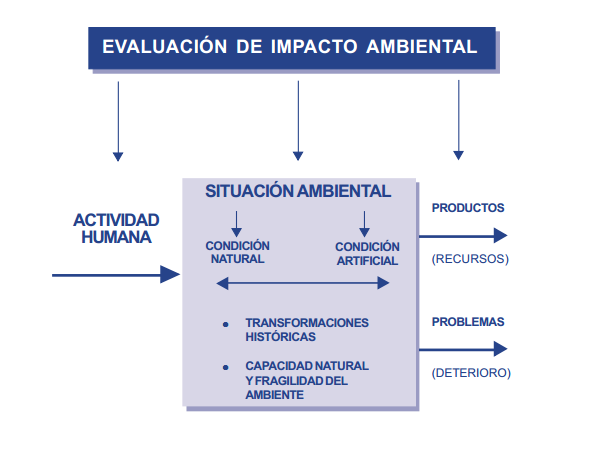 EVALUACIÓN DE IMPACTO AMBIENTAL
ACTIVIDAD
HUMANA
SITUACIÓN AMBIENTAL
CONDICIÓN
NATURAL
CONDICIÓN
ARTIFICIAL
• TRANSFORMACIONES
HISTÓRICAS
• CAPACIDAD NATURAL
Y FRAGILIDAD DEL
AMBIENTE
PRODUCTOS
(RECURSOS)
PROBLEMAS
(DETERIORO)